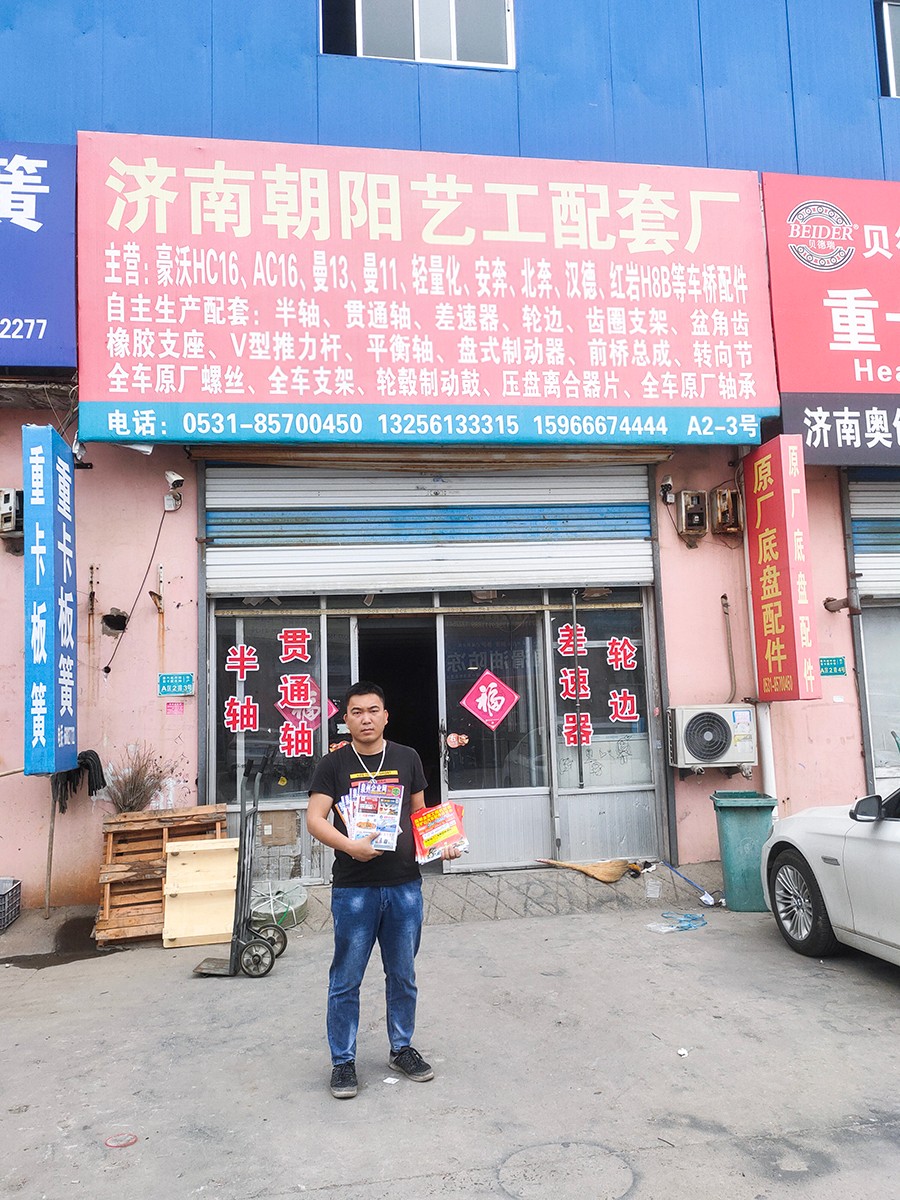 济南朝阳艺工配套厂
主营：豪沃HC16、AC16、曼13、曼11、轻量化、安奔、北奔、汉德、红岩H8B等车桥配件
自主生产配套：半轴、贯通轴、差速器、轮边、齿圈支架、盆角齿
橡胶支座、V型推力杆、平衡轴、盘式制动器、前桥总成、转向节
全车原厂螺丝、全车支架、轮毂制动鼓、压盘离合器片、全车原厂轴承
电话：0531-85700450 13256133315 15966674444 A2-3号
簧
2277
BEIDER
贝德瑞
贝
重
Hea
济南奥
重卡板簧
重卡板簧
原厂底盘配件
0531-85700450
原厂底盘配件
半轴
贯通轴
福
福
差速器
轮边